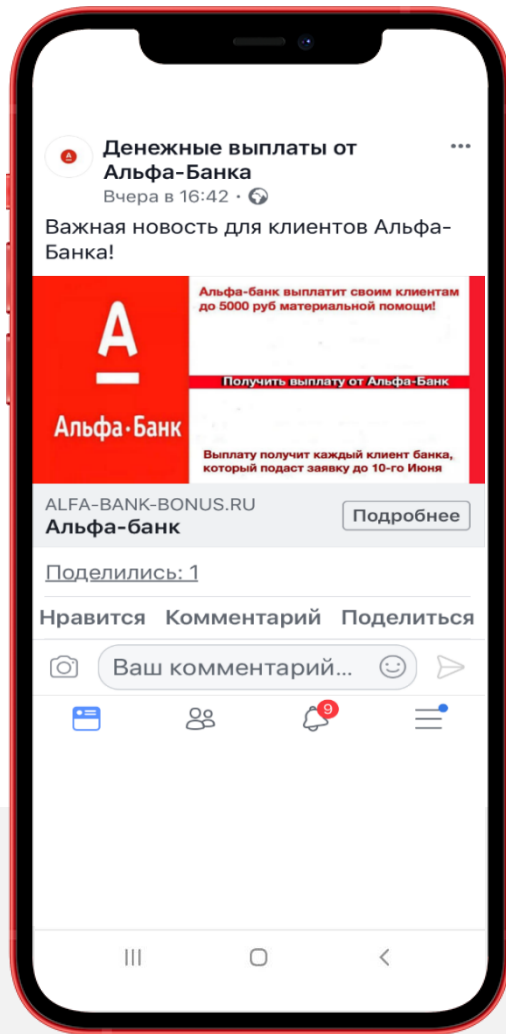 Денежные выплаты от
Альфа-Банка
Вчера в 16:42 ·
Важная новость для клиентов Альфа-
Банка!
А
Альфа·Банк
Альфа-банк выплатит своим клиентам
до 5000 руб материальной помощи!
Получить выплату от Альфа-Банк
Выплату получит каждый клиент банка,
который подаст заявку до 10-го Июня
ALFA-BANK-BONUS.RU
Альфа-банк
Подробнее
Поделились: 1
Нравится Комментарий Поделиться
Ваш комментарий...
9